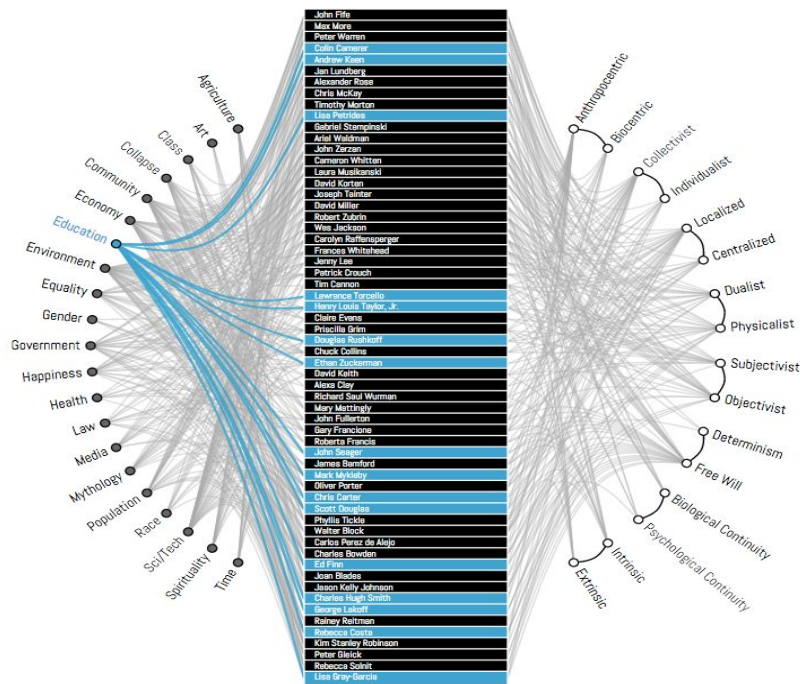 John Fife
Max More
Peter Warren
Colin Camerer
Andrew Keen
Jan Lundberg
Alexander Rose
Chris McKay
Timothy Morton
Lisa Petrides
Gabriel Stempinski
Ariel Waldman
John Zerzan
Cameron Whitten
Laura Musikanski
David Korten
Joseph Tainter
David Miller
Robert Zubrin
Wes Jackson
Carolyn Raffensperger
Frances Whitehead
Jenny Lee
Patrick Crouch
Tim Cannon
Lawrence Torcello
Henry Louis Taylor, Jr.
Claire Evans
Priscilla Grim
Douglas Rushkoff
Chuck Collins
Ethan Zuckerman
David Keith
Alexa Clay
Richard Saul Wurman
Mary Mattingly
John Fullerton
Gary Francione
Roberta Francis
John Seager
James Bamford
Mark Mykleby
Oliver Porter
Chris Carter
Scott Douglas
Phyllis Tickle
Walter Block
Carlos Perez de Alejo
Charles Bowden
Ed Finn
Joan Blades
Jason Kelly Johnson
Charles Hugh Smith
George Lakoff
Rainey Reitman
Rebecca Costa
Kim Stanley Robinson
Peter Gleick
Rebecca Solnit
Lisa Gray-Garcia
Agriculture
Art
Class
Collapse
Community
Economy
Education
Environment
Equality
Gender
Government
Happiness
Health
Law
Media
Mythology
Population
Race
Sci/Tech
Spirituality
Time
Anthropocentric
Biocentric
Collectivist
Individualist
Localized
Centralized
Dualist
Physicalist
Subjectivist
Objectivist
Determinism
Free Will
Biological Continuity
Psychological Continuity
Intrinsic
Extrinsic